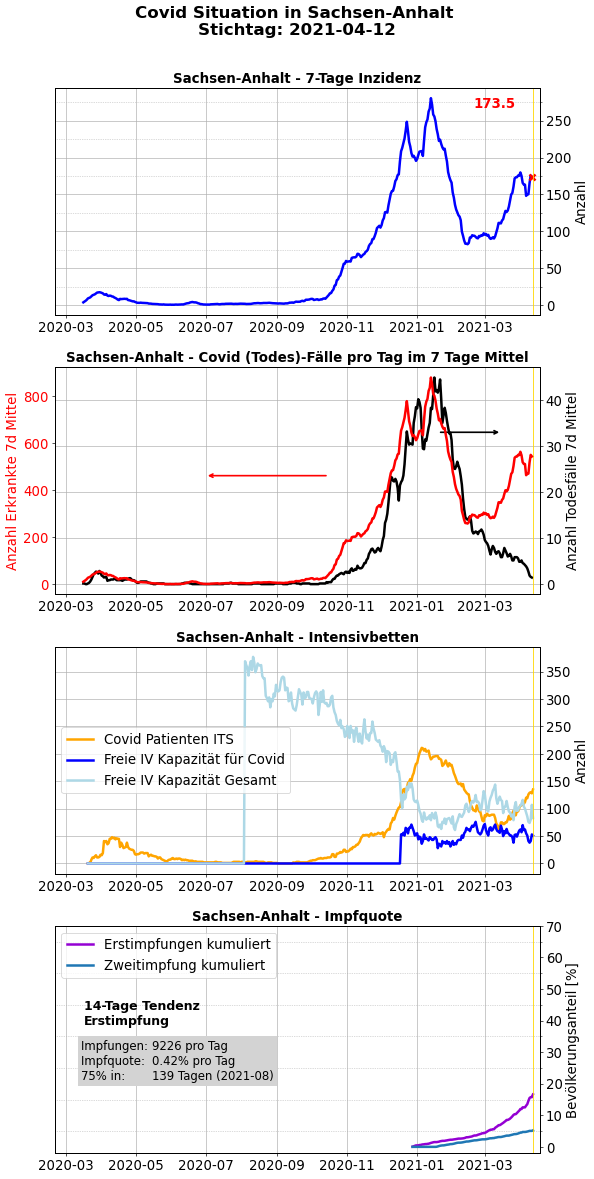 Covid Situation in Sachsen-Anhalt
Stichtag: 2021-04-12
Sachsen-Anhalt - 7-Tage Inzidenz
173.5
250
200
150
100
50
0
Anzahl
2020-03 2020-05 2020-07 2020-09 2020-11 2021-01 2021-03
Sachsen-Anhalt - Covid (Todes)-Fälle pro Tag im 7 Tage Mittel
Anzahl Erkrankte 7d Mittel
800
600
400
200
0
40
30
20
10
0
Anzahl Todesfälle 7d Mittel
2020-03 2020-05 2020-07 2020-09 2020-11 2021-01 2021-03
Sachsen-Anhalt - Intensivbetten
Covid Patienten ITS
Freie IV Kapazität für Covid
Freie IV Kapazität Gesamt
350
300
250
200
150
100
50
0
Anzahl
2020-03 2020-05 2020-07 2020-09 2020-11 2021-01 2021-03
Sachsen-Anhalt - Impfquote
Erstimpfungen kumuliert
Zweitimpfung kumuliert
14-Tage Tendenz
Erstimpfung
Impfungen: 9226 pro Tag
Impfquote: 0.42% pro Tag
75% in: 139 Tagen (2021-08)
70
60
50
40
30
20
10
0
Bevölkerungsanteil [%]
2020-03 2020-05 2020-07 2020-09 2020-11 2021-01 2021-03